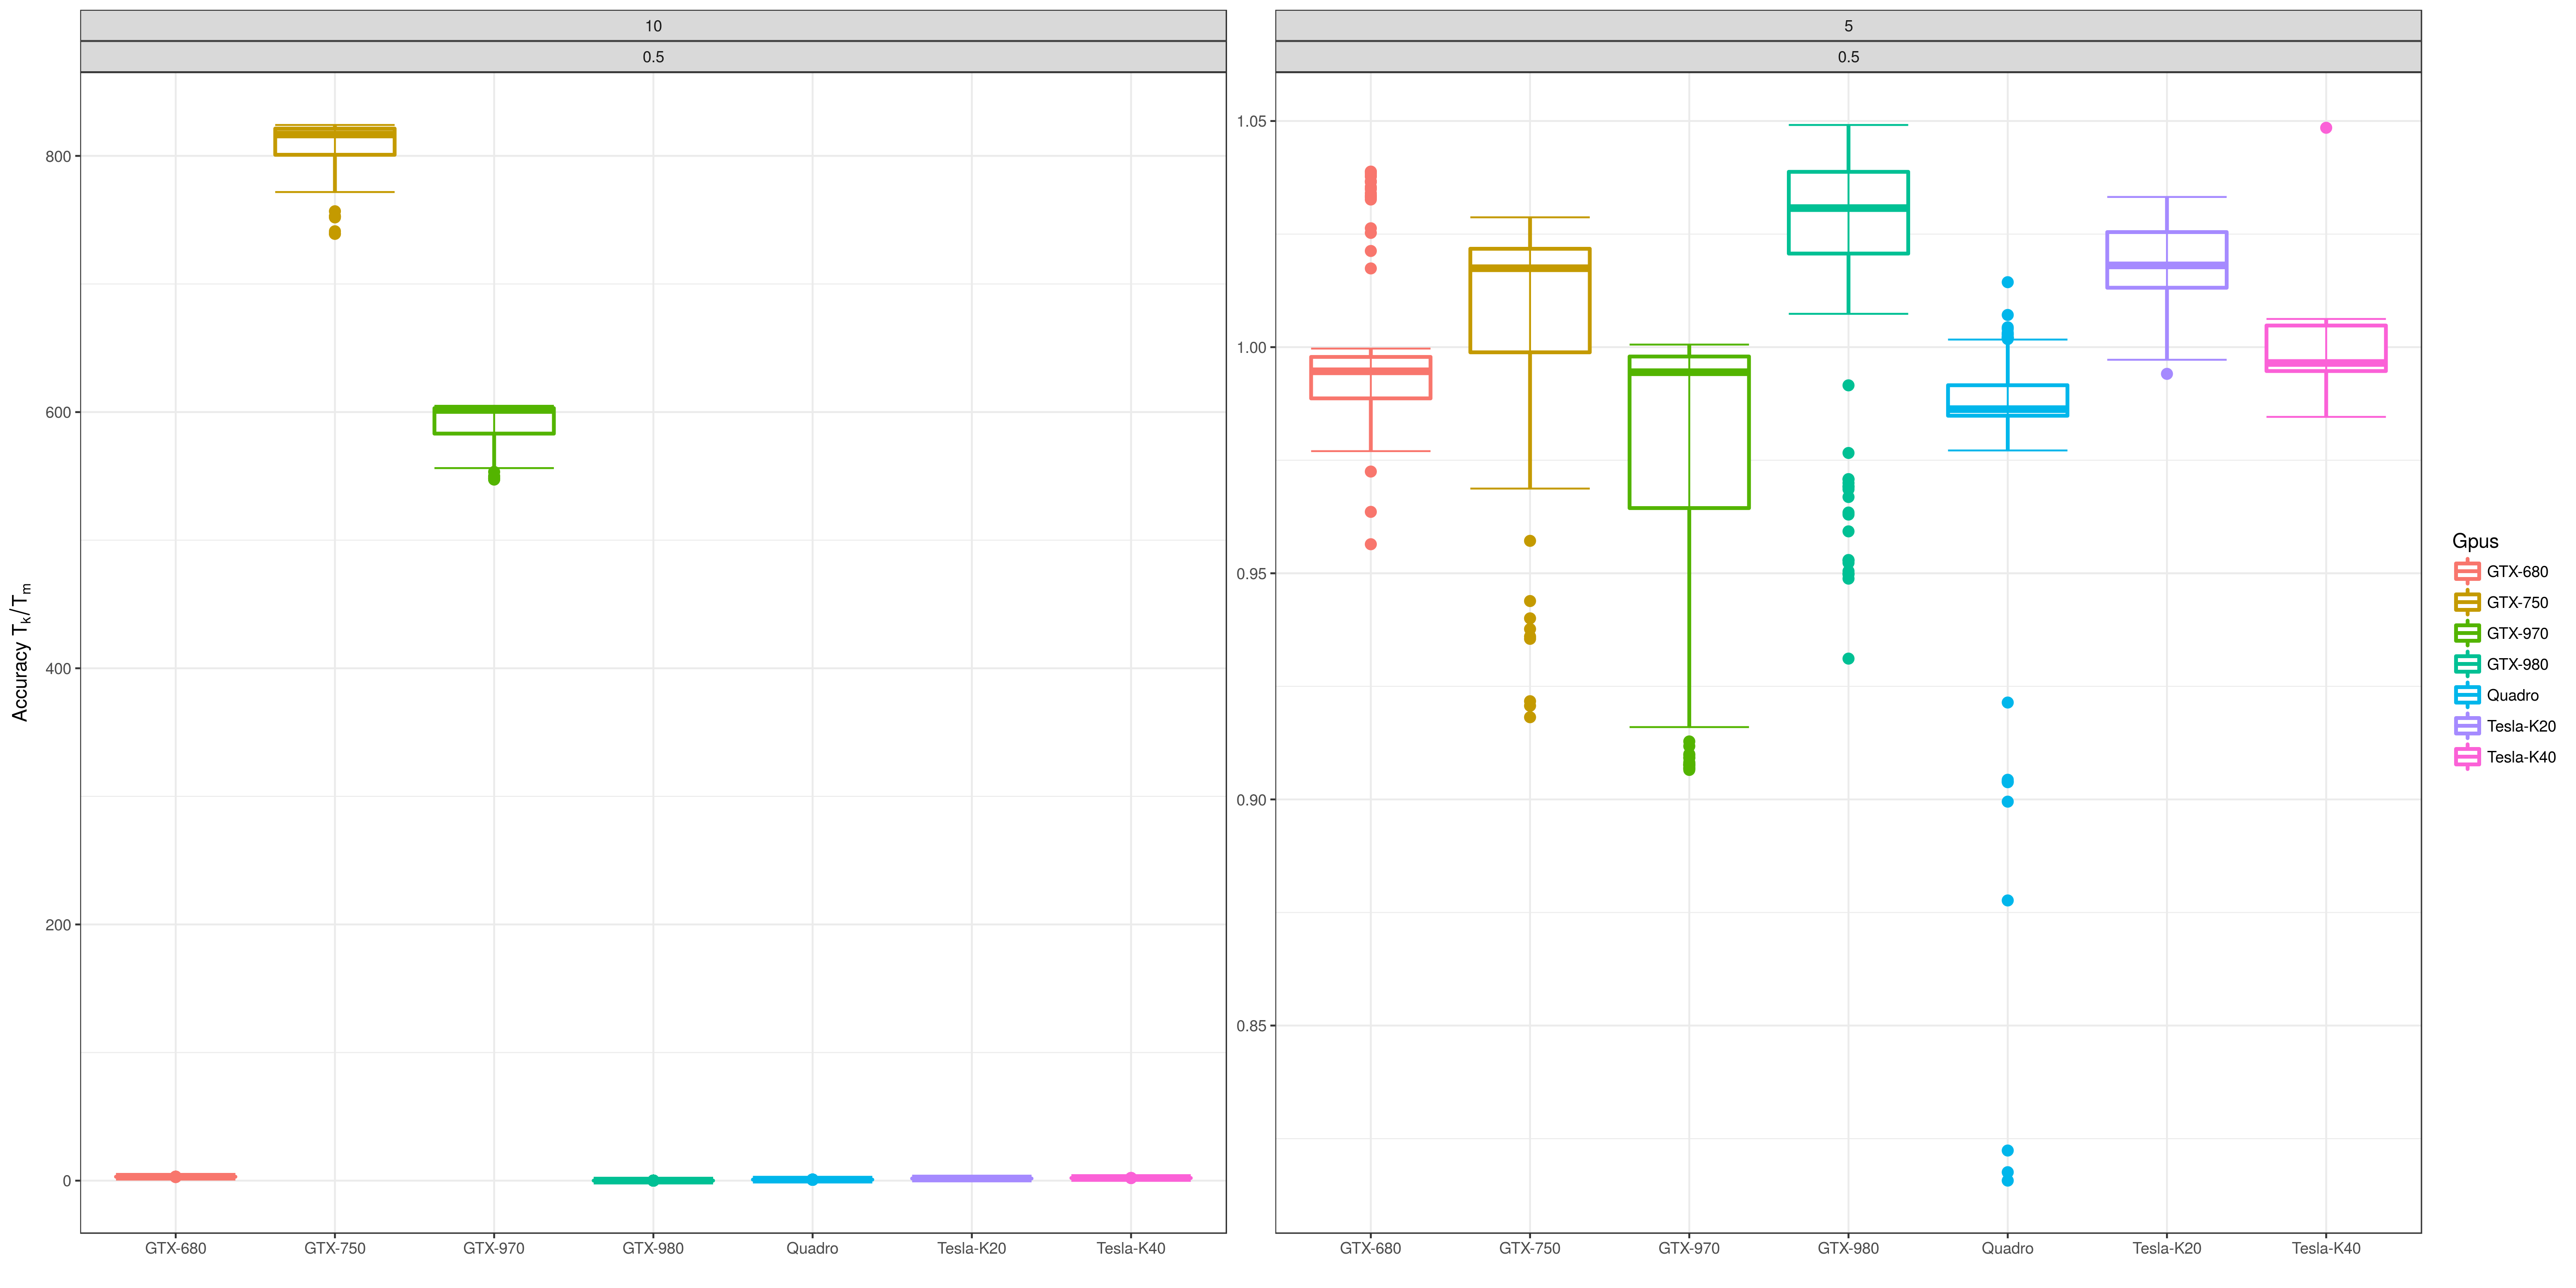 10
0.5
5
0.5
Accuracy Tk/Tm
800
600
400
200
0
GTX-680 GTX-750 GTX-970 GTX-980 Quadro Tesla-K20 Tesla-K40
1.05
1.00
0.95
0.90
0.85
GTX-680 GTX-750 GTX-970 GTX-980 Quadro Tesla-K20 Tesla-K40
Gpus
GTX-680
GTX-750
GTX-970
GTX-980
Quadro
Tesla-K20
Tesla-K40